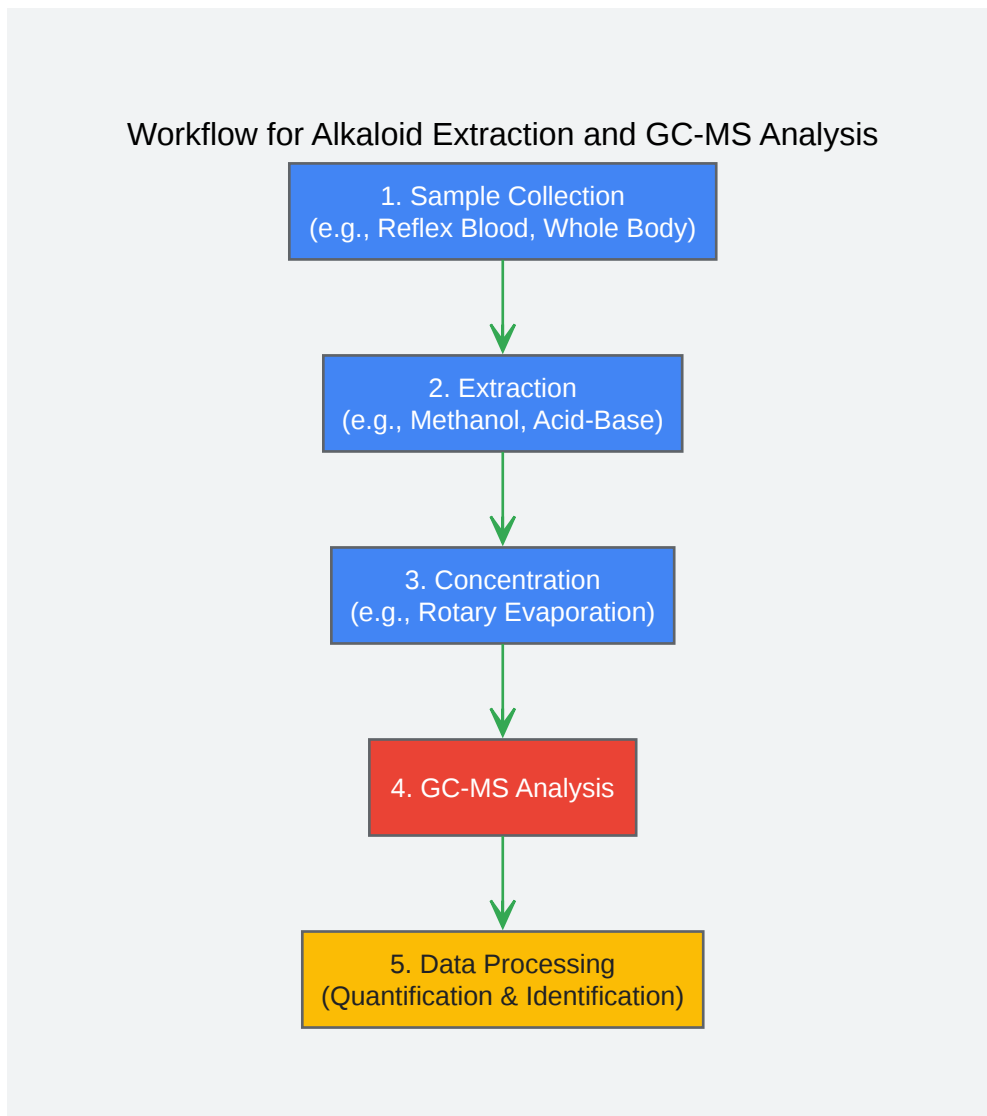 Workflow for Alkaloid Extraction and GC-MS Analysis
1. Sample Collection
(e.g., Reflex Blood, Whole Body)
2. Extraction
(e.g., Methanol, Acid-Base)
3. Concentration
(e.g., Rotary Evaporation)
4. GC-MS Analysis
5. Data Processing
(Quantification & Identification)